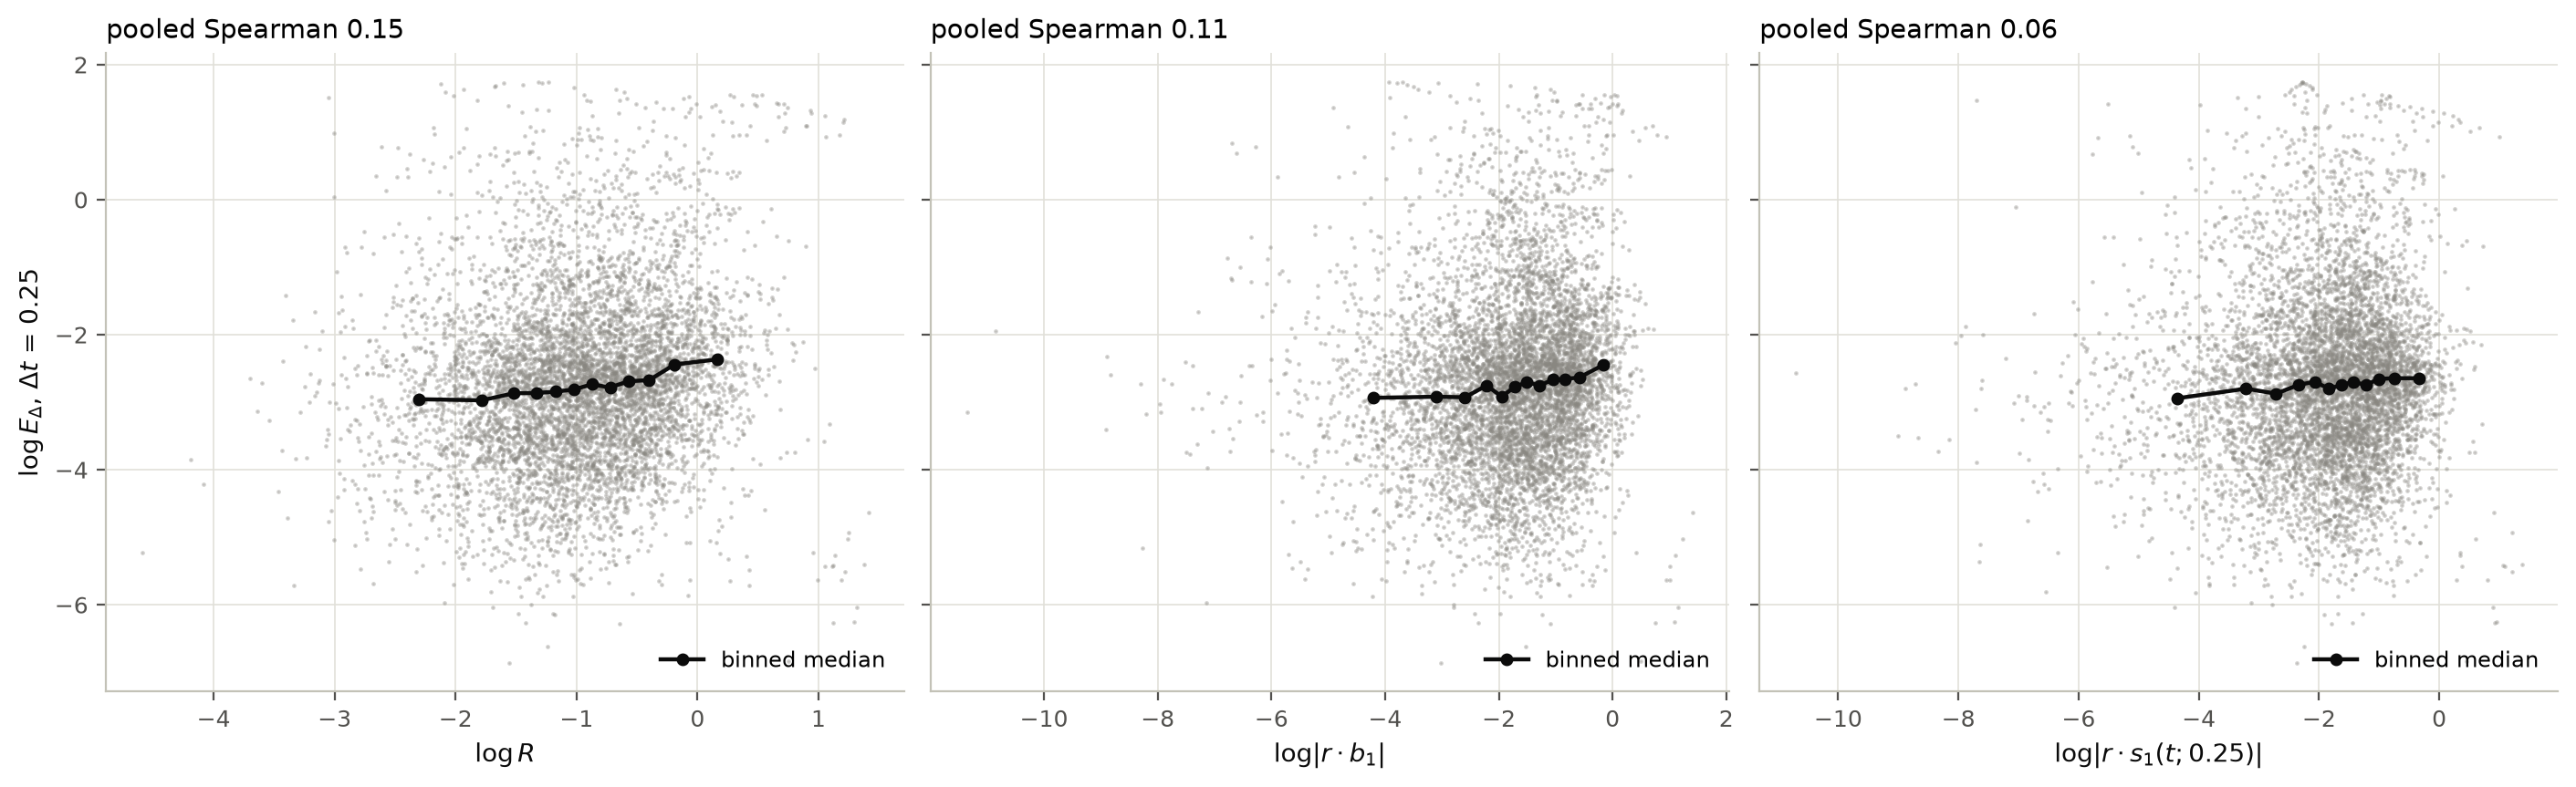 pooled Spearman 0.15
pooled Spearman 0.11
pooled Spearman 0.06
log E_Δ, Δt = 0.25
2
0
−2
−4
−6
binned median
binned median
binned median
−4 −3 −2 −1 0 1
−10 −8 −6 −4 −2 0 2
−10 −8 −6 −4 −2 0
log R
log|r · b₁|
log|r · s₁(t; 0.25)|